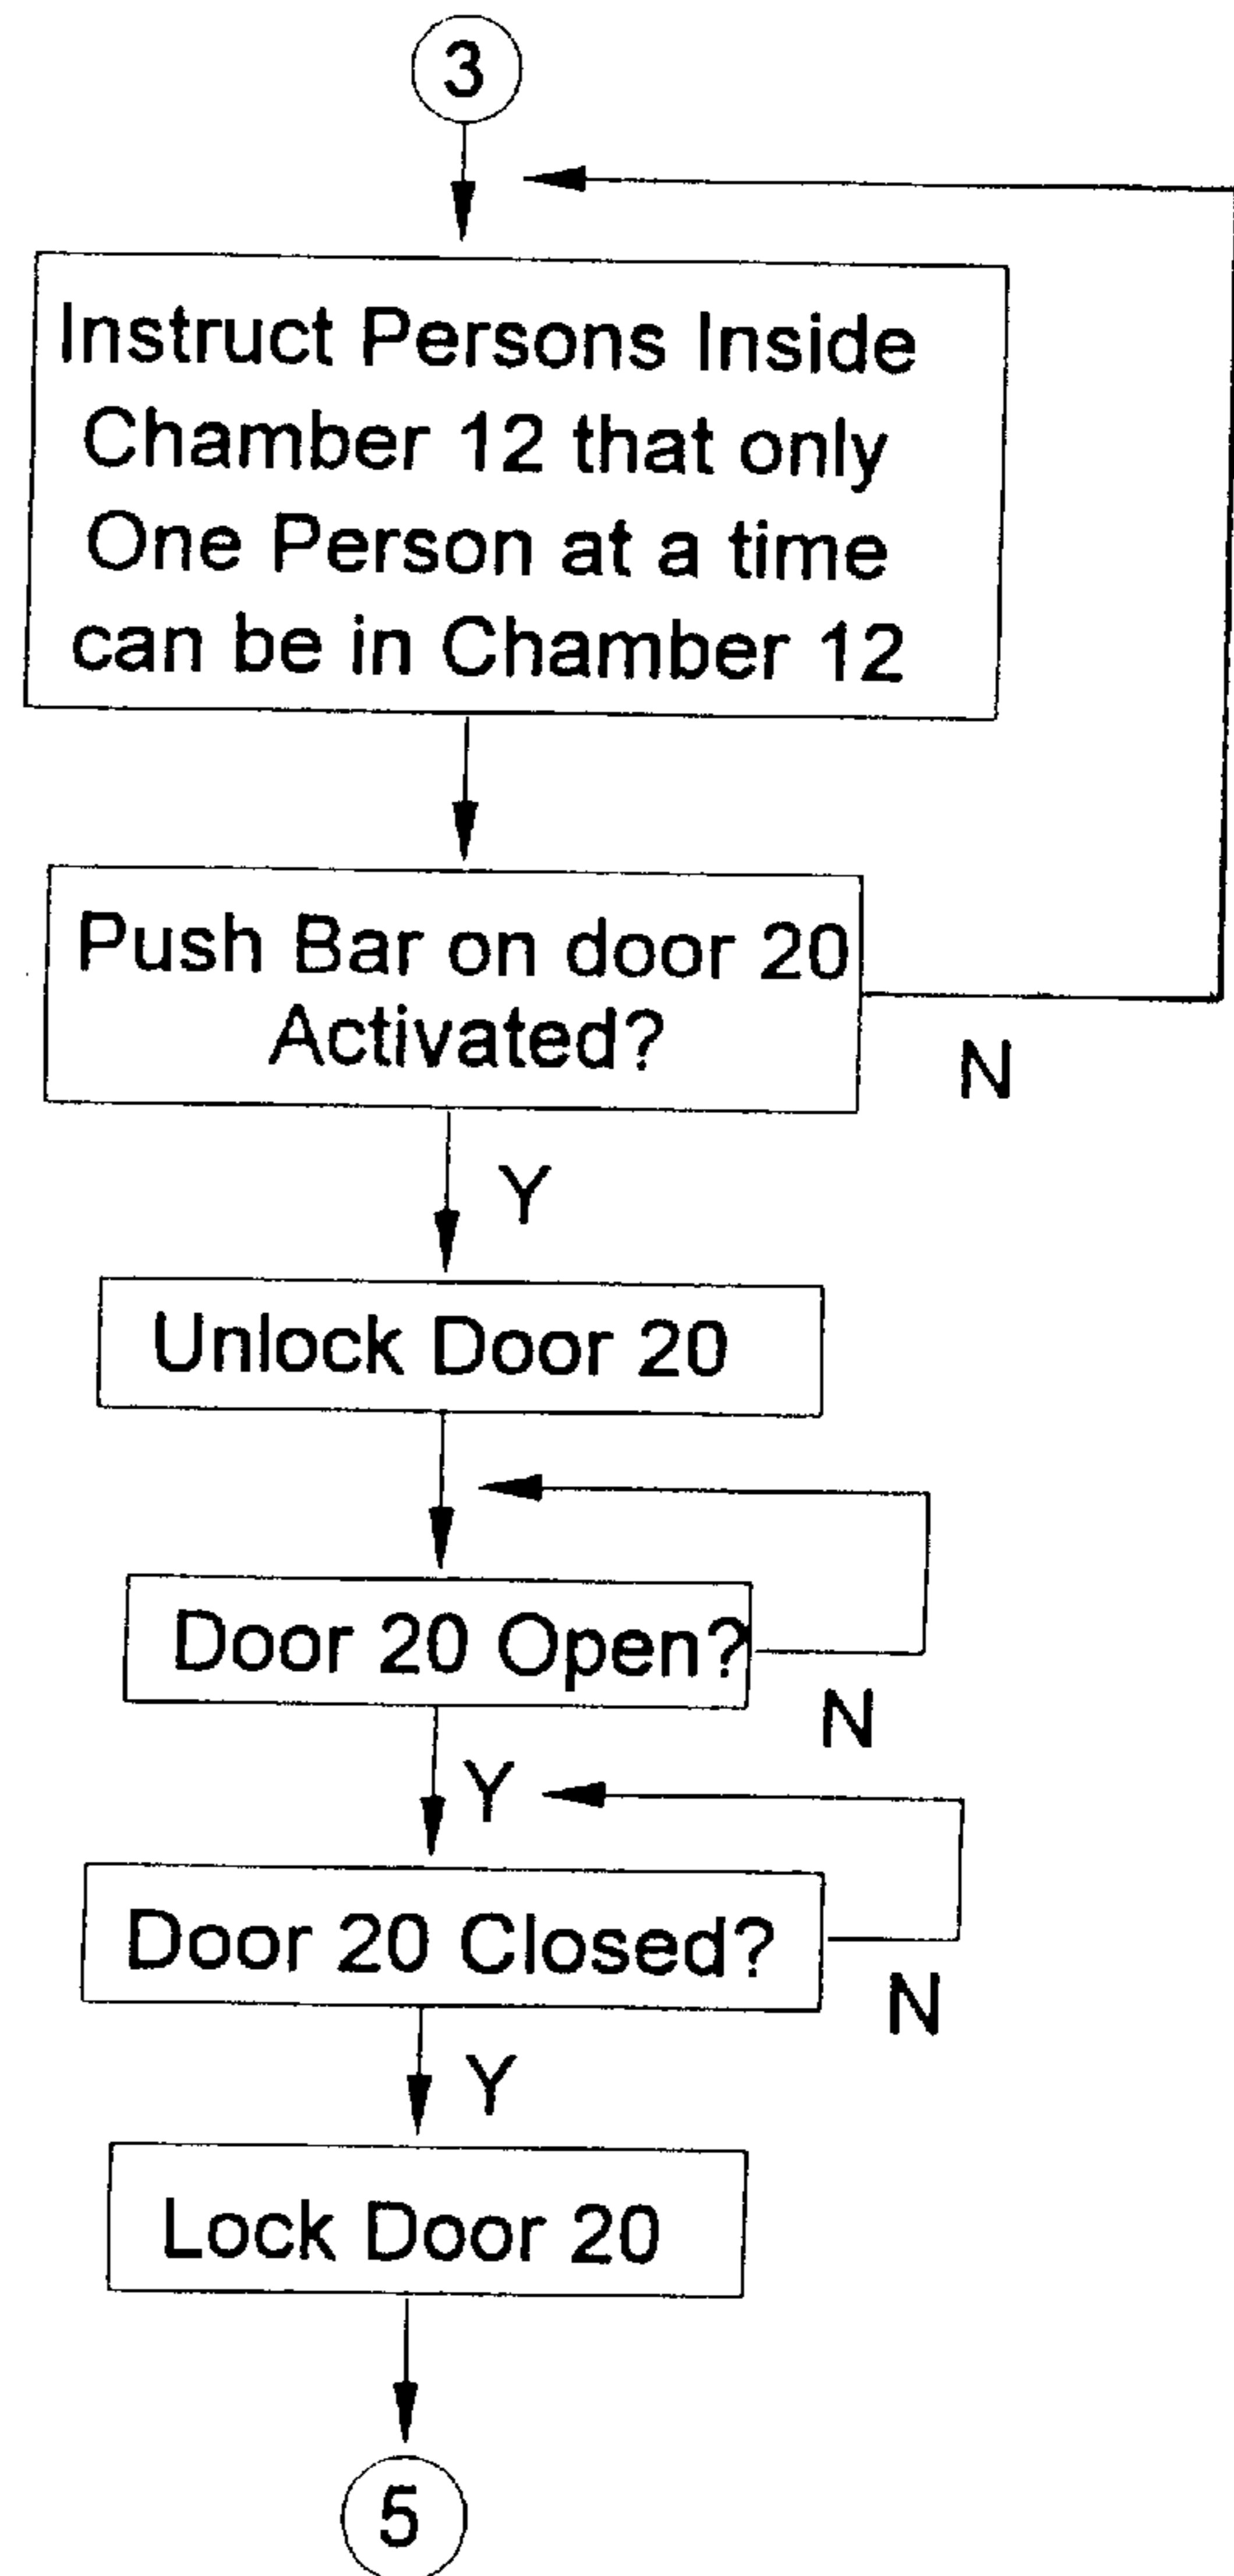 3
Instruct Persons Inside
Chamber 12 that only
One Person at a time
can be in Chamber 12
Push Bar on door 20
Activated?
N
Y
Unlock Door 20
Door 20 Open?
N
Y
Door 20 Closed?
N
Y
Lock Door 20
5